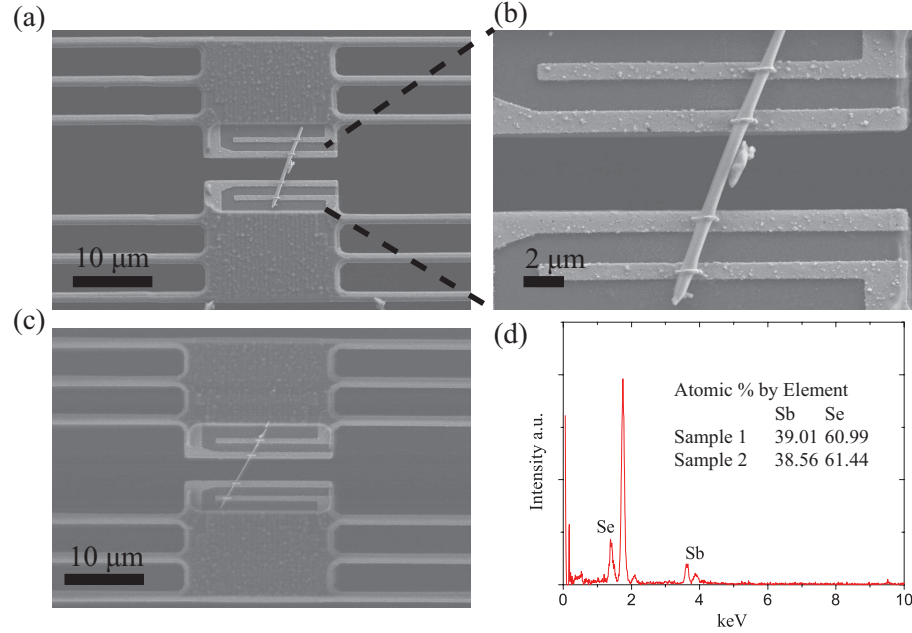 (a)
(b)
10 μm
2 μm
(c)
(d)
10 μm
Intensity a.u.
Atomic % by Element
Sb Se
Sample 1 39.01 60.99
Sample 2 38.56 61.44
Se
Sb
0 2 4 6 8 10
keV